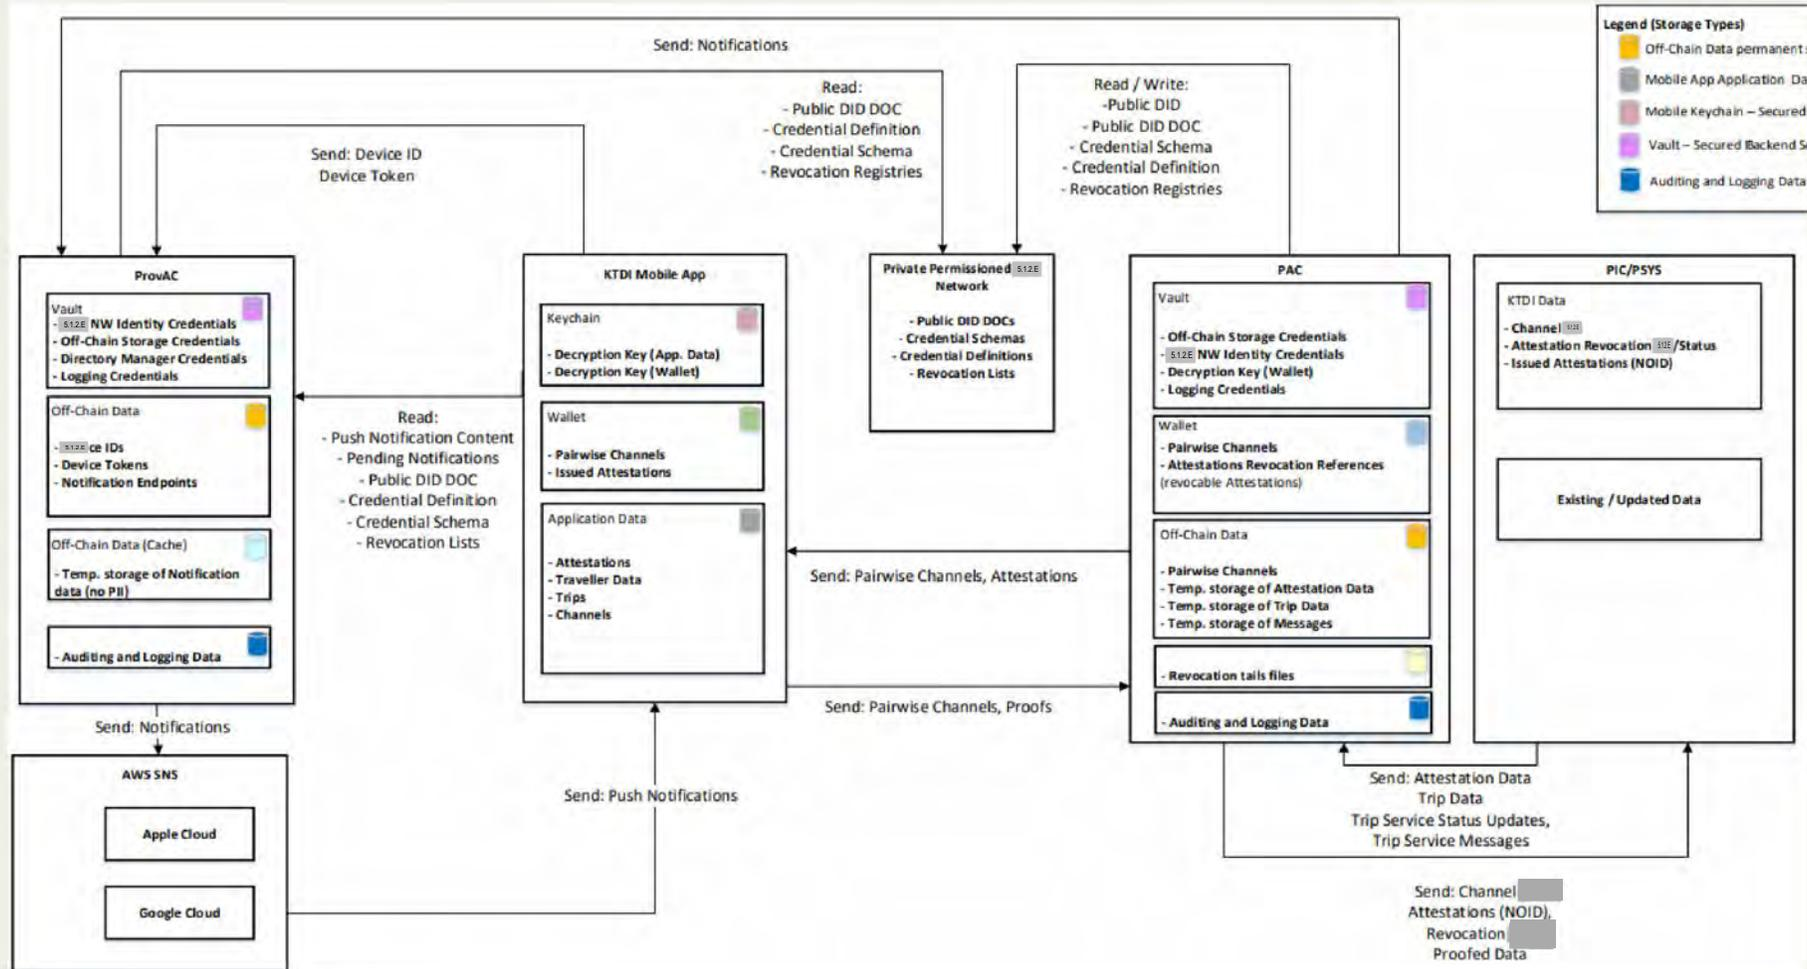 Send: Notifications
Read:
- Public DID DOC
- Credential Definition
- Credential Schema
- Revocation Registries
Read / Write:
-Public DID
- Public DID DOC
- Credential Schema
- Credential Definition
- Revocation Registries
Legend (Storage Types)
Off-Chain Data permanent
Mobile App Application Da
Mobile Keychain – Secured
Vault – Secured Backend Se
Auditing and Logging Data
Send: Device ID
Device Token
ProvAC
Vault
- NW Identity Credentials
- Off-Chain Storage Credentials
- Directory Manager Credentials
- Logging Credentials
Off-Chain Data
- ce IDs
- Device Tokens
- Notification Endpoints
Off-Chain Data (Cache)
- Temp. storage of Notification
data (no PII)
- Auditing and Logging Data
Send: Notifications
AWS SNS
Apple Cloud
Google Cloud
Read:
- Push Notification Content
- Pending Notifications
- Public DID DOC
- Credential Definition
- Credential Schema
- Revocation Lists
KTDI Mobile App
Keychain
- Decryption Key (App. Data)
- Decryption Key (Wallet)
Wallet
- Pairwise Channels
- Issued Attestations
Application Data
- Attestations
- Traveller Data
- Trips
- Channels
Send: Push Notifications
Private Permissioned 5.1.2.E
Network
- Public DID DOCs
- Credential Schemas
- Credential Definitions
- Revocation Lists
Send: Pairwise Channels, Attestations
Send: Pairwise Channels, Proofs
PAC
Vault
- Off-Chain Storage Credentials
- 5.1.2.E NW Identity Credentials
- Decryption Key (Wallet)
- Logging Credentials
Wallet
- Pairwise Channels
- Attestations Revocation References
(revocable Attestations)
Off-Chain Data
- Pairwise Channels
- Temp. storage of Attestation Data
- Temp. storage of Trip Data
- Temp. storage of Messages
- Revocation tails files
- Auditing and Logging Data
PIC/PSYS
KTDI Data
- Channel
- Attestation Revocation /Status
- Issued Attestations (NOID)
Existing / Updated Data
Send: Attestation Data
Trip Data
Trip Service Status Updates,
Trip Service Messages
Send: Channel
Attestations (NOID),
Revocation
Proofed Data